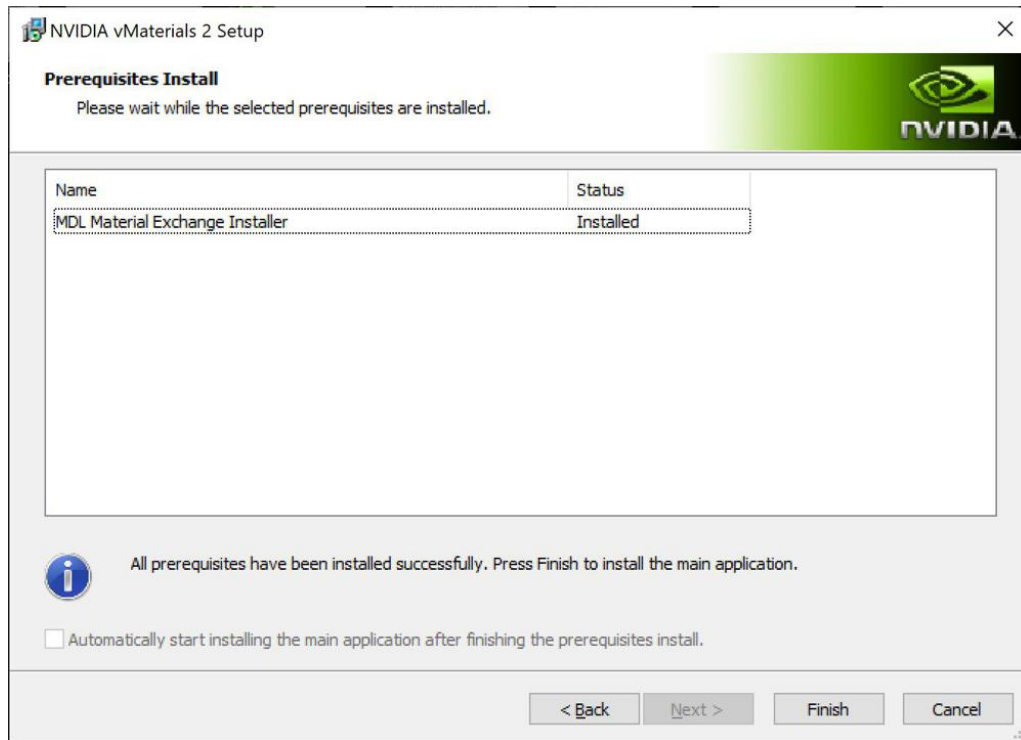 NVIDIA vMaterials 2 Setup
Prerequisites Install
Please wait while the selected prerequisites are installed.
NVIDIA
Name Status
MDL Material Exchange Installer Installed
All prerequisites have been installed successfully. Press Finish to install the main application.
Automatically start installing the main application after finishing the prerequisites install.
< Back Next > Finish Cancel